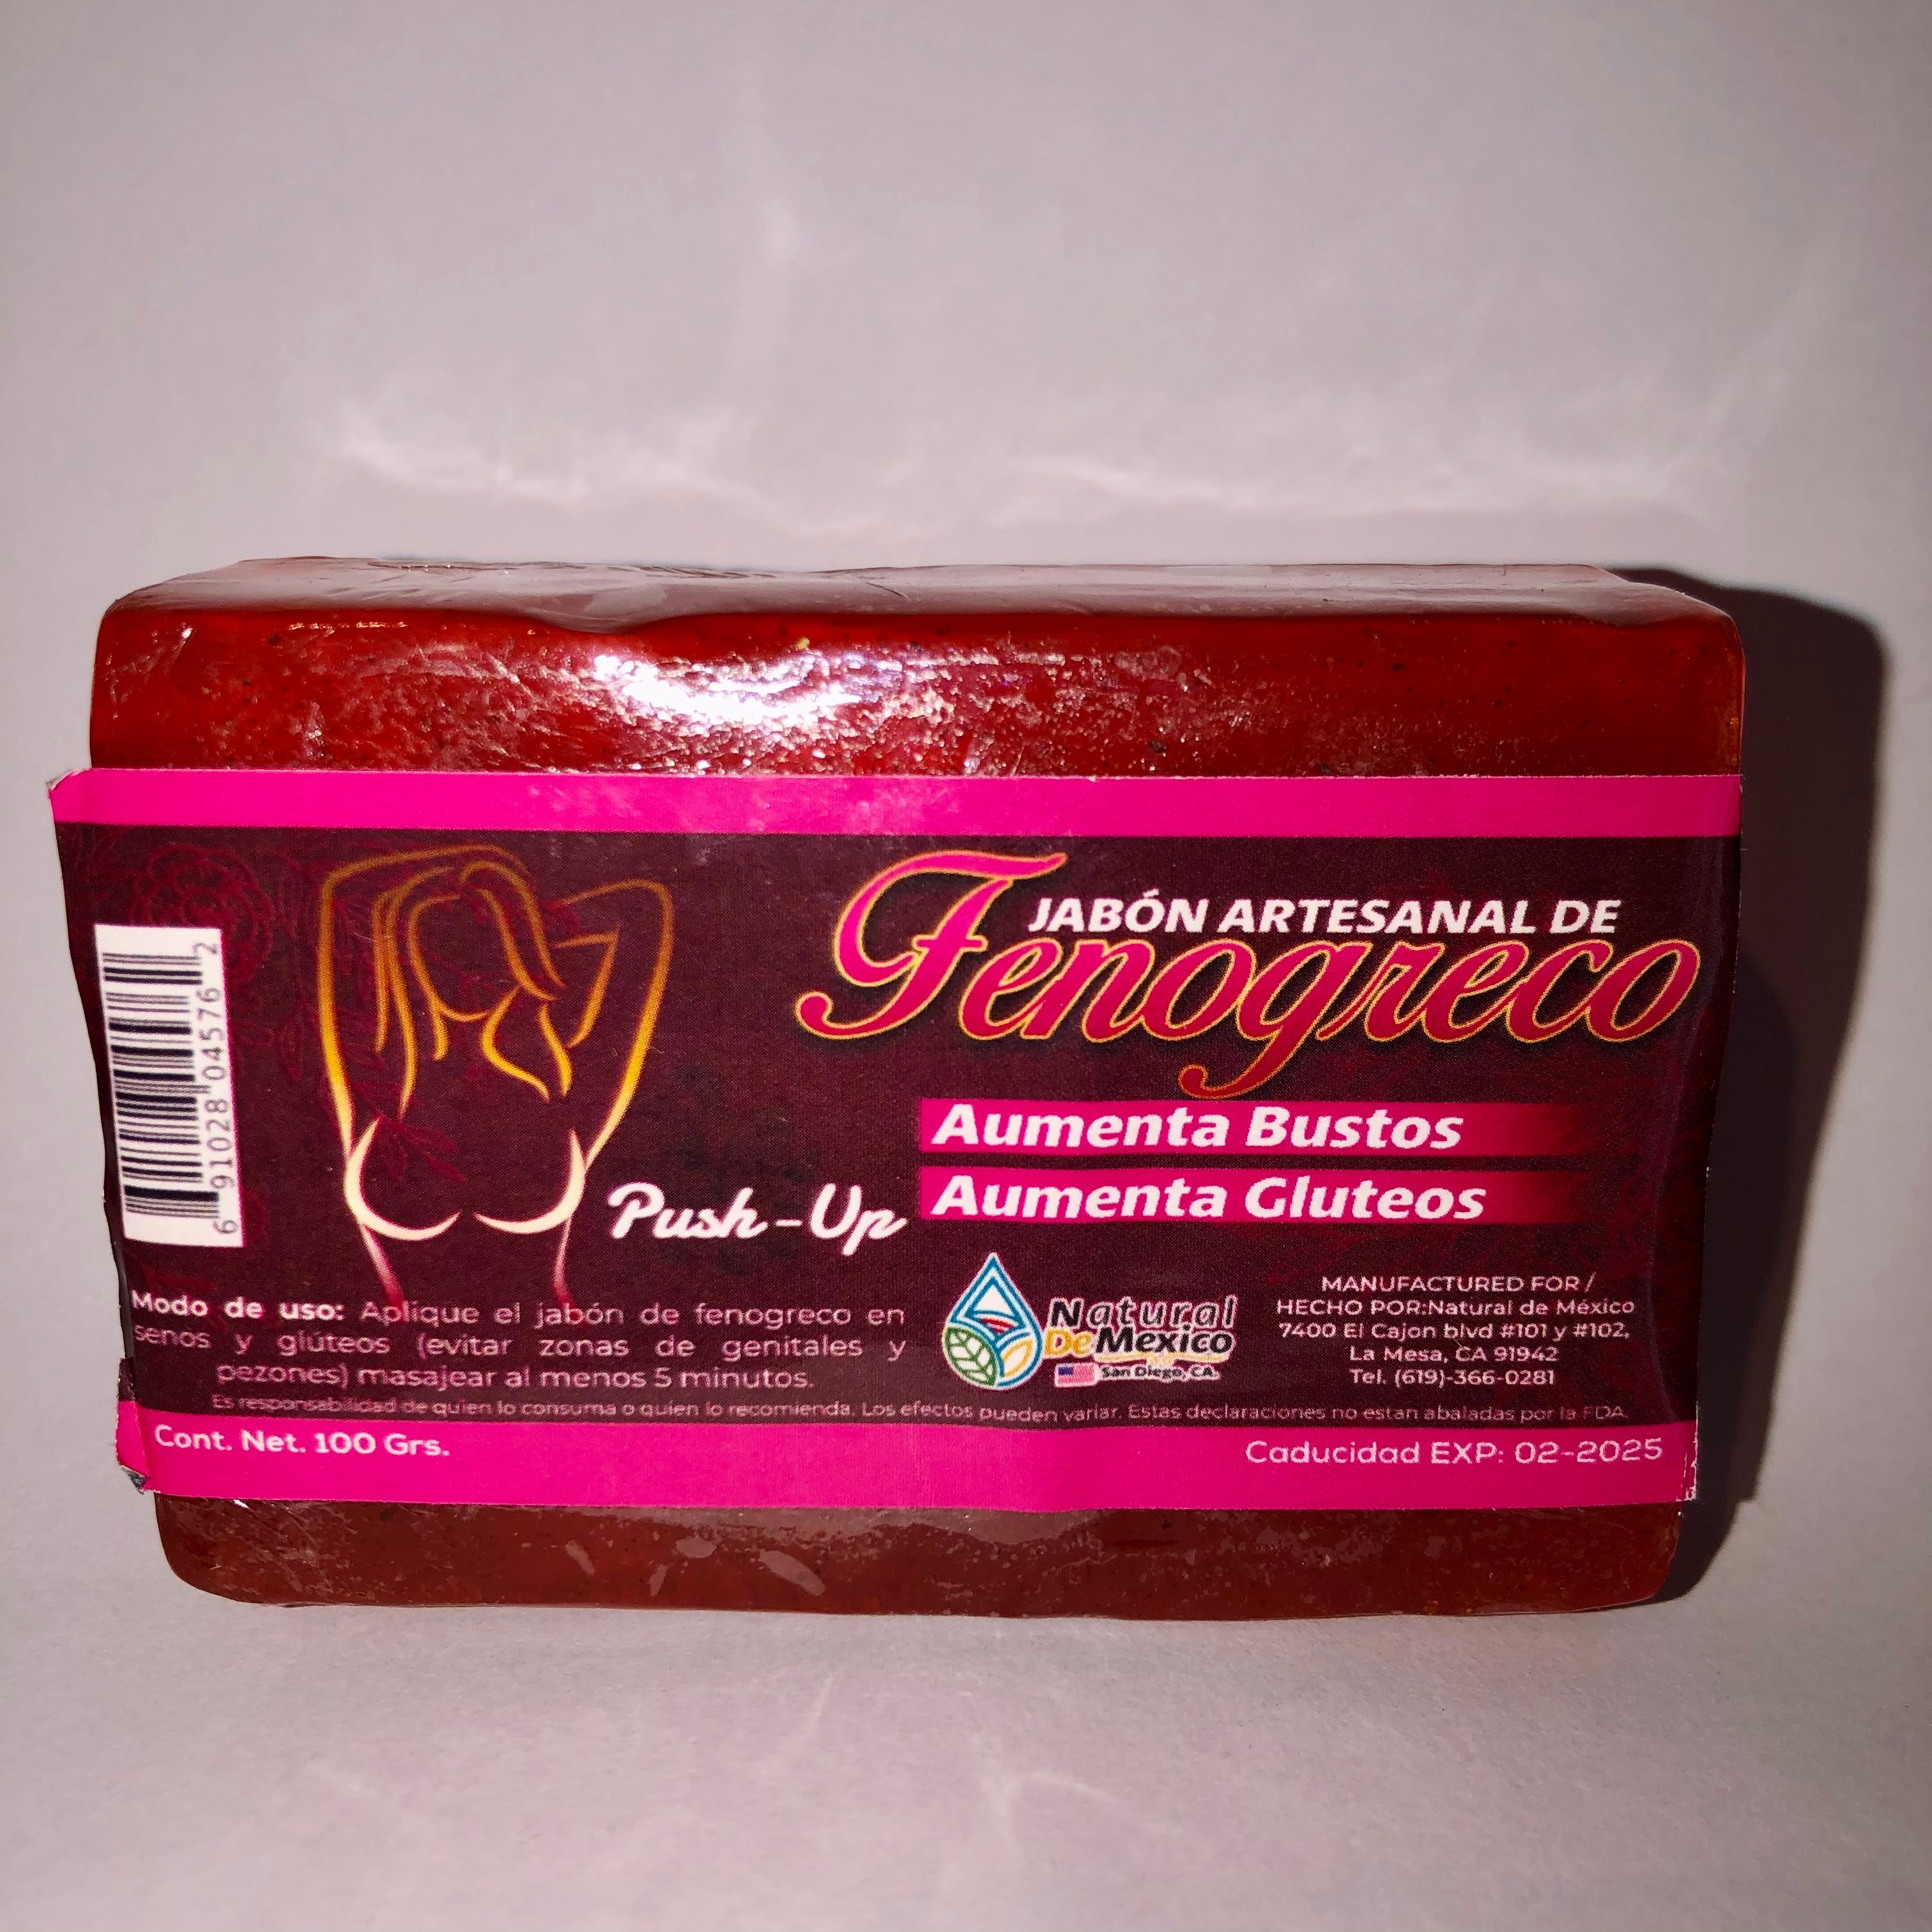 JABÓN ARTESANAL DE
Fenogreco
Aumenta Bustos
Aumenta Gluteos
Push-Up
6 91028 04576 2
Modo de uso: Aplique el jabón de fenogreco en
senos y glúteos (evitar zonas de genitales y
pezones) masajear al menos 5 minutos.
Natural
De Mexico
San Diego, CA.
MANUFACTURED FOR /
HECHO POR:Natural de México
7400 El Cajon blvd #101 y #102,
La Mesa, CA 91942
Tel. (619)-366-0281
Es responsabilidad de quien lo consuma o quien lo recomienda. Los efectos pueden variar. Estas declaraciones no estan abaladas por la FDA.
Cont. Net. 100 Grs.
Caducidad EXP: 02-2025